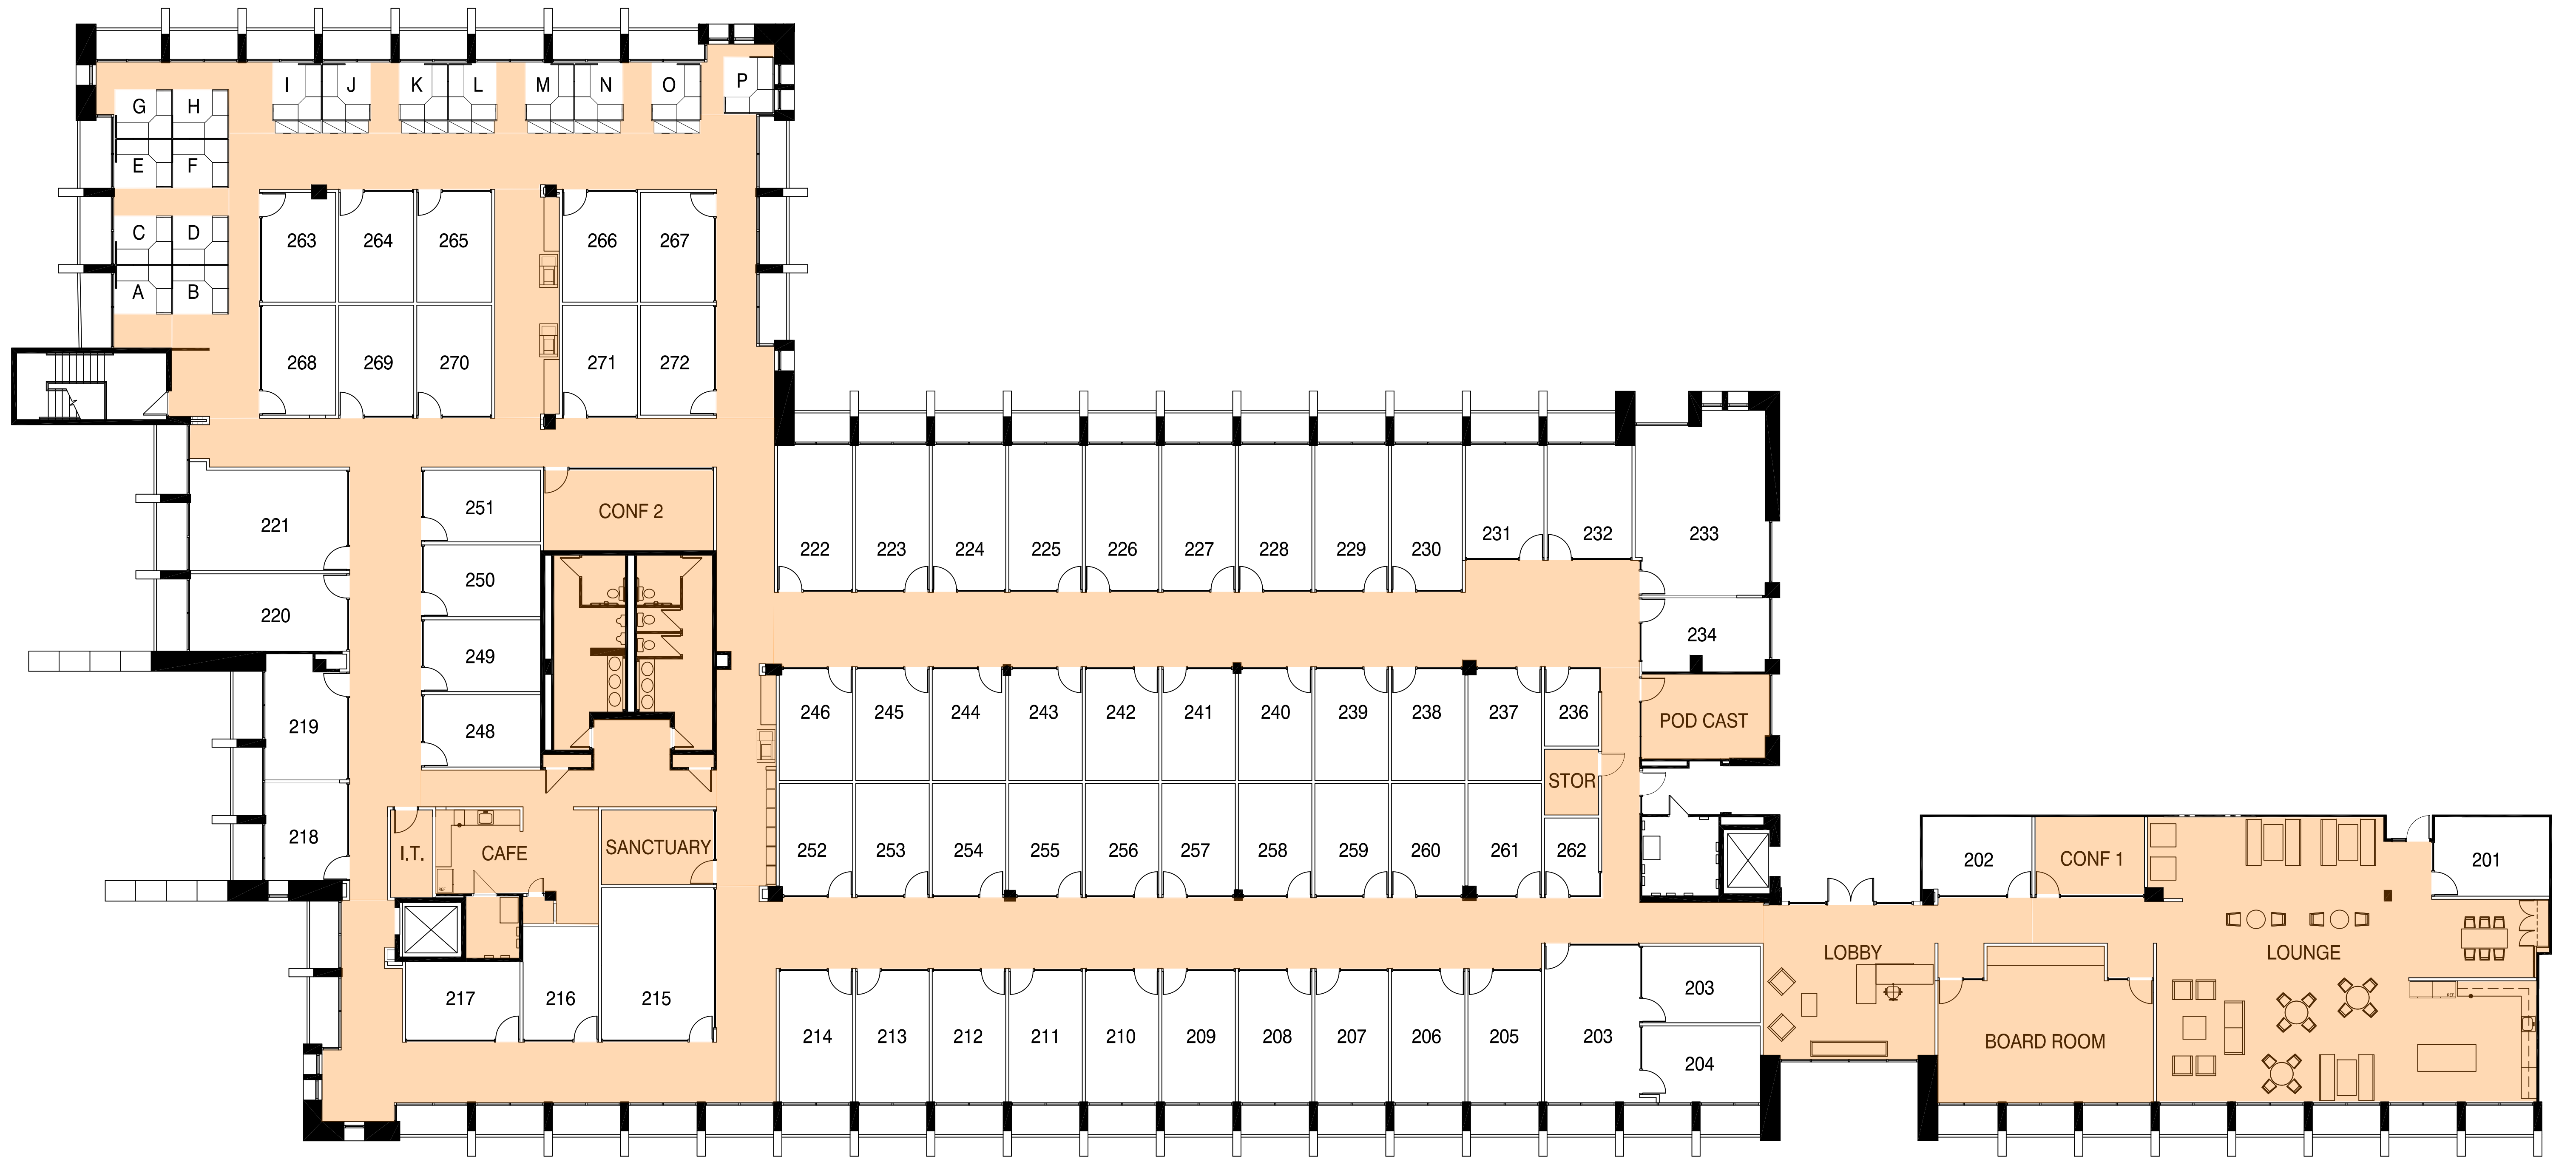 I J K L M N O P
G H
E F
C D
A B
263 264 265 266 267
268 269 270 271 272
251 CONF 2
221
250
220
249
219 248
218
222 223 224 225 226 227 228 229 230 231 232 233
234
246 245 244 243 242 241 240 239 238 237 236 POD CAST
STOR
252 253 254 255 256 257 258 259 260 261 262
I.T. CAFE SANCTUARY
202 CONF 1 201
LOBBY LOUNGE
217 216 215
203
214 213 212 211 210 209 208 207 206 205 203
204
BOARD ROOM